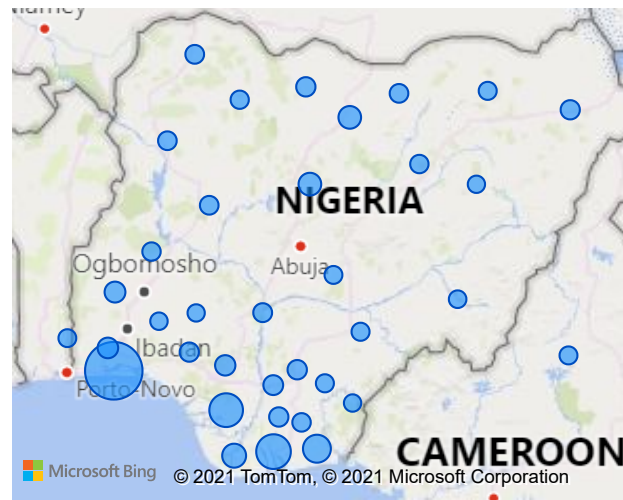 NIGERIA
Abuja
Ogbomosho
Ibadan
Porto-Novo
CAMEROON
Microsoft Bing
© 2021 TomTom, © 2021 Microsoft Corporation